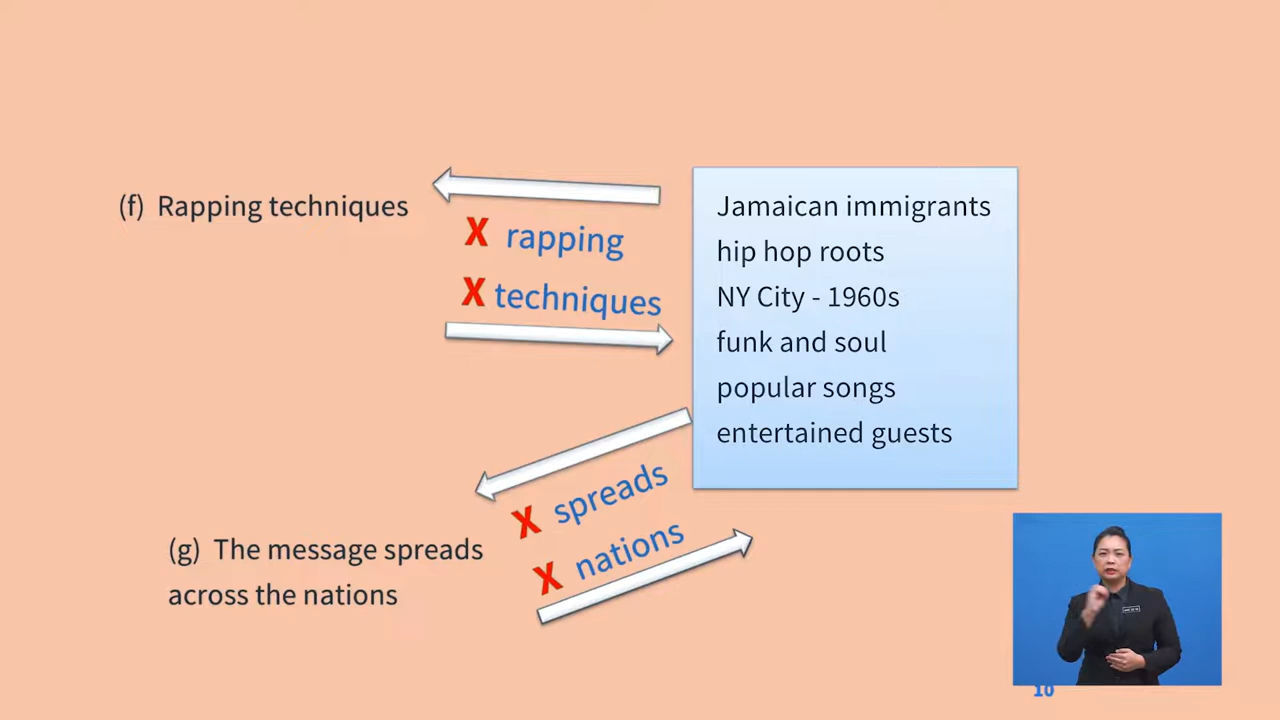 (f) Rapping techniques
X rapping
X techniques
Jamaican immigrants
hip hop roots
NY City - 1960s
funk and soul
popular songs
entertained guests
X spreads
X nations
(g) The message spreads
across the nations
10